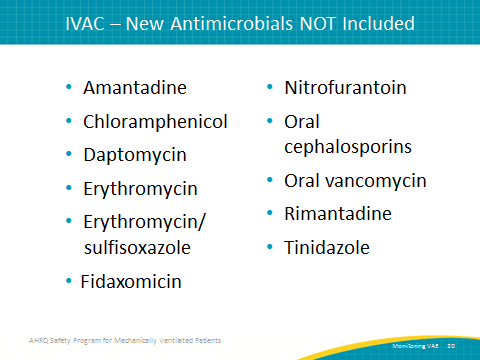 IVAC – New Antimicrobials NOT Included
• Amantadine
• Chloramphenicol
• Daptomycin
• Erythromycin
• Erythromycin/
sulfisoxazole
• Fidaxomicin
• Nitrofurantoin
• Oral
cephalosporins
• Oral vancomycin
• Rimantadine
• Tinidazole
AHRQ Safety Program for Mechanically Ventilated Patients
Monitoring VAE 20